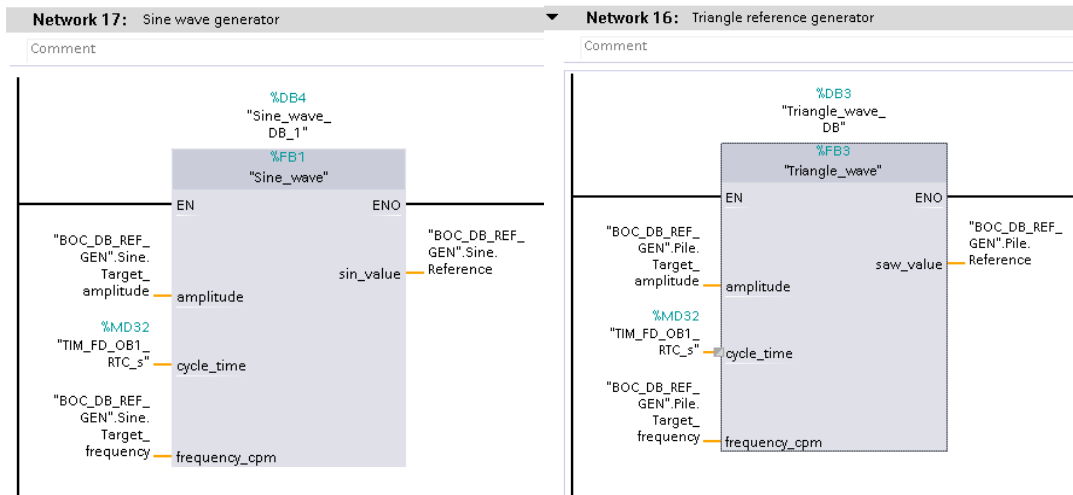 Network 17: Sine wave generator
Comment
%DB4
"Sine_wave_
DB_1"
%FB1
"Sine_wave"
EN
ENO
"BOC_DB_REF_
GEN".Sine.
Target_
amplitude
amplitude
"BOC_DB_REF_
GEN".Sine.
Reference
sin_value
%MD32
"TIM_FD_OB1_
RTC_s"
cycle_time
"BOC_DB_REF_
GEN".Sine.
Target_
frequency
frequency_cpm
Network 16: Triangle reference generator
Comment
%DB3
"Triangle_wave_
DB"
%FB3
"Triangle_wave"
EN
ENO
"BOC_DB_REF_
GEN".Pile.
Target_
amplitude
amplitude
"BOC_DB_REF_
GEN".Pile.
Reference
saw_value
%MD32
"TIM_FD_OB1_
RTC_s"
cycle_time
"BOC_DB_REF_
GEN".Pile.
Target_
frequency
frequency_cpm